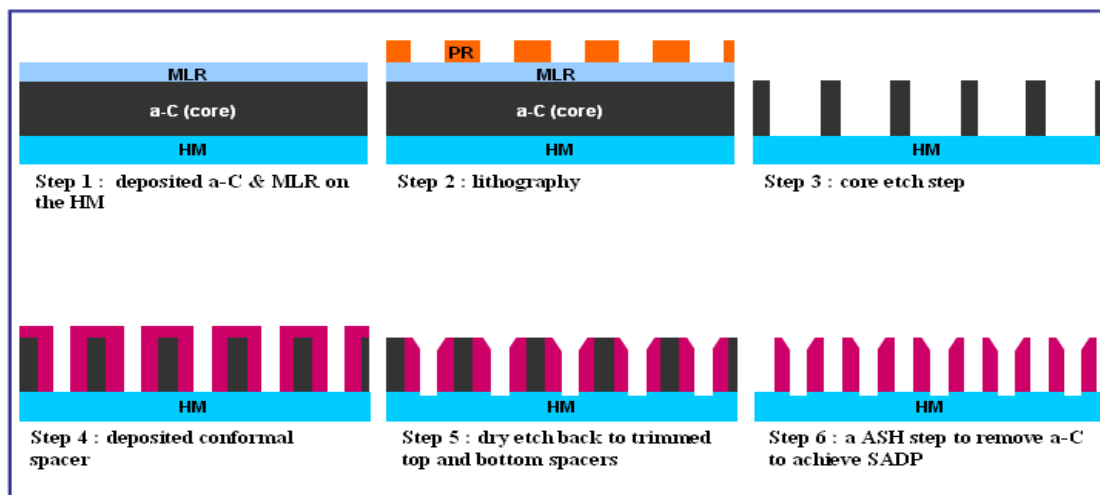 MLR
a-C (core)
HM
Step 1 : deposited a-C & MLR on
the HM
PR
MLR
a-C (core)
HM
Step 2 : lithography
HM
Step 3 : core etch step
HM
Step 4 : deposited conformal
spacer
HM
Step 5 : dry etch back to trimmed
top and bottom spacers
HM
Step 6 : a ASH step to remove a-C
to achieve SADP